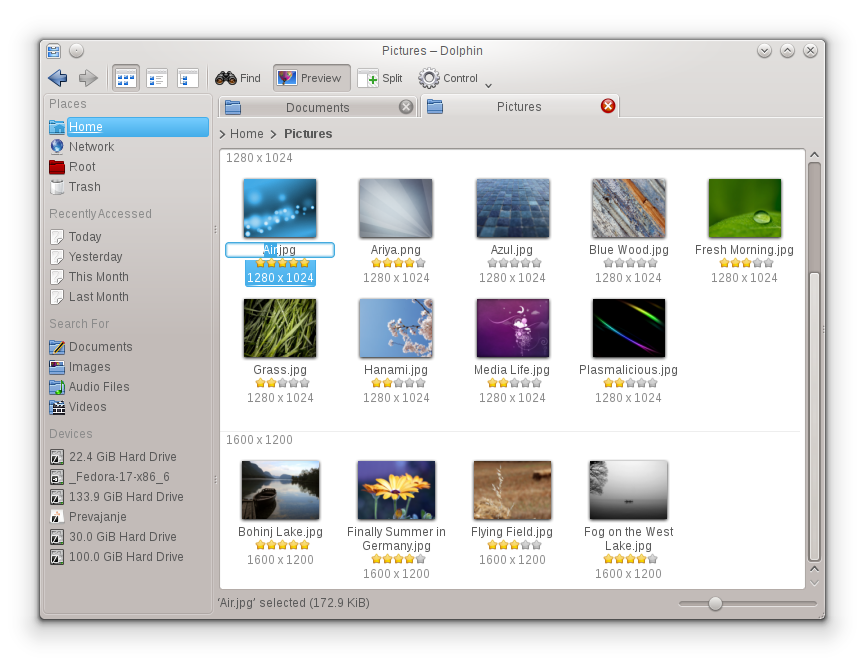 Pictures – Dolphin
Find
Preview
Split
Control
Places
Home
Network
Root
Trash
Recently Accessed
Today
Yesterday
This Month
Last Month
Search For
Documents
Images
Audio Files
Videos
Devices
22.4 GiB Hard Drive
_Fedora-17-x86_6
133.9 GiB Hard Drive
Prevajanje
30.0 GiB Hard Drive
100.0 GiB Hard Drive
Documents
Pictures
Home > Pictures
1280 x 1024
Air.jpg
1280 x 1024
Ariya.png
1280 x 1024
Azul.jpg
1280 x 1024
Blue Wood.jpg
1280 x 1024
Fresh Morning.jpg
1280 x 1024
Grass.jpg
1280 x 1024
Hanami.jpg
1280 x 1024
Media Life.jpg
1280 x 1024
Plasmalicious.jpg
1280 x 1024
1600 x 1200
Bohinj Lake.jpg
1600 x 1200
Finally Summer in
Germany.jpg
1600 x 1200
Flying Field.jpg
1600 x 1200
Fog on the West
Lake.jpg
1600 x 1200
'Air.jpg' selected (172.9 KiB)